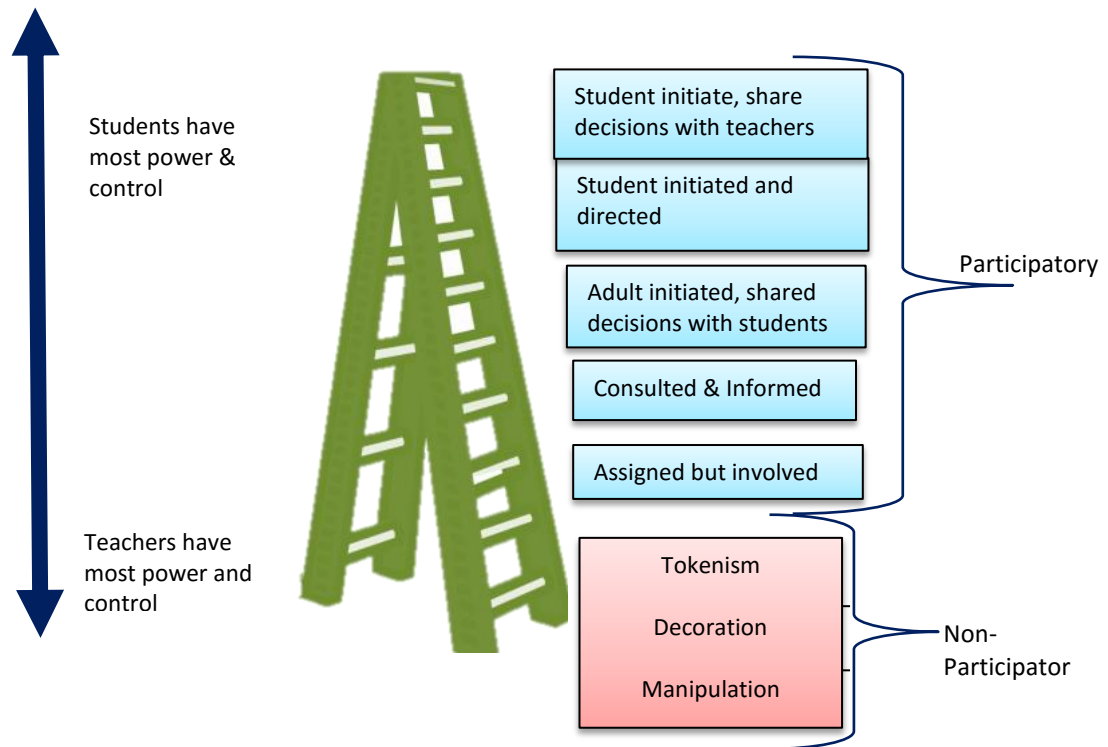 Student initiate, share
decisions with teachers
Students have
most power &
control
Student initiated and
directed
Participatory
Adult initiated, shared
decisions with students
Consulted & Informed
Assigned but involved
Teachers have
most power and
control
Tokenism
Decoration
Manipulation
Non-
Participator